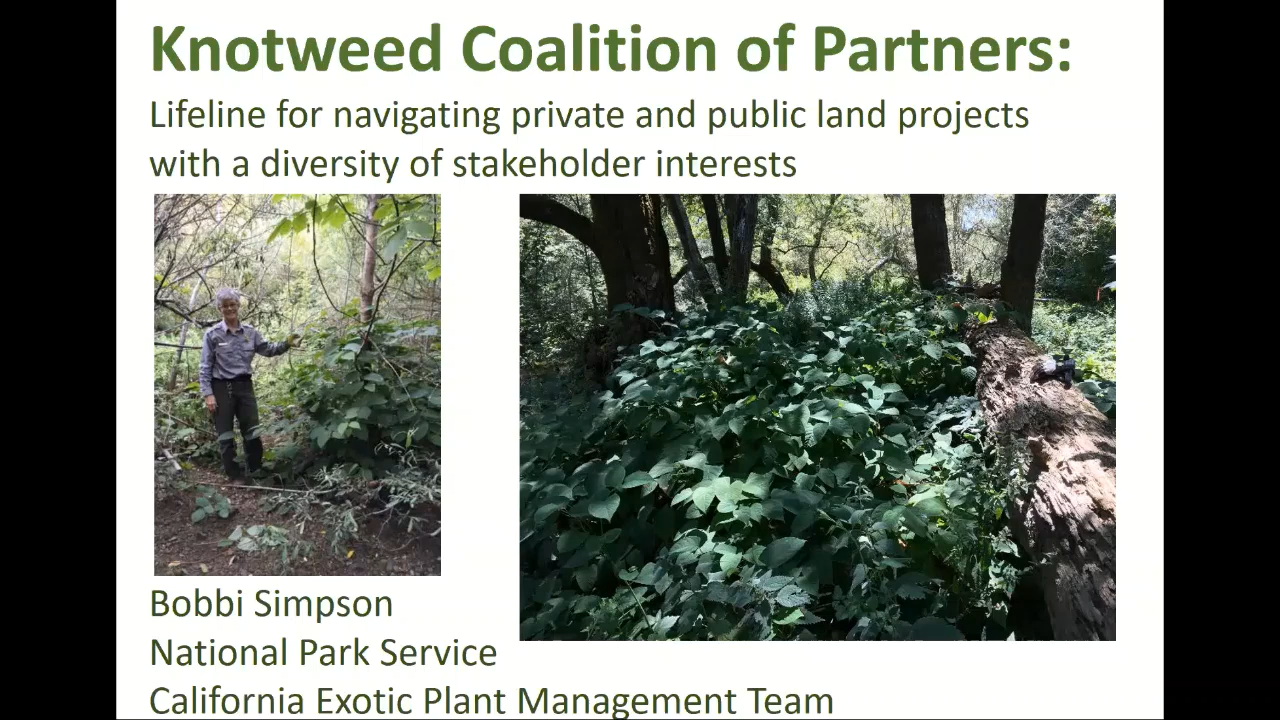 Knotweed Coalition of Partners:
Lifeline for navigating private and public land projects
with a diversity of stakeholder interests
Bobbi Simpson
National Park Service
California Exotic Plant Management Team